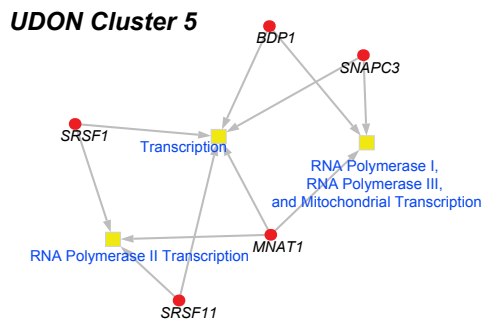 UDON Cluster 5
BDP1
SNAPC3
SRSF1
Transcription
RNA Polymerase I,
RNA Polymerase III,
and Mitochondrial Transcription
MNAT1
RNA Polymerase II Transcription
SRSF11